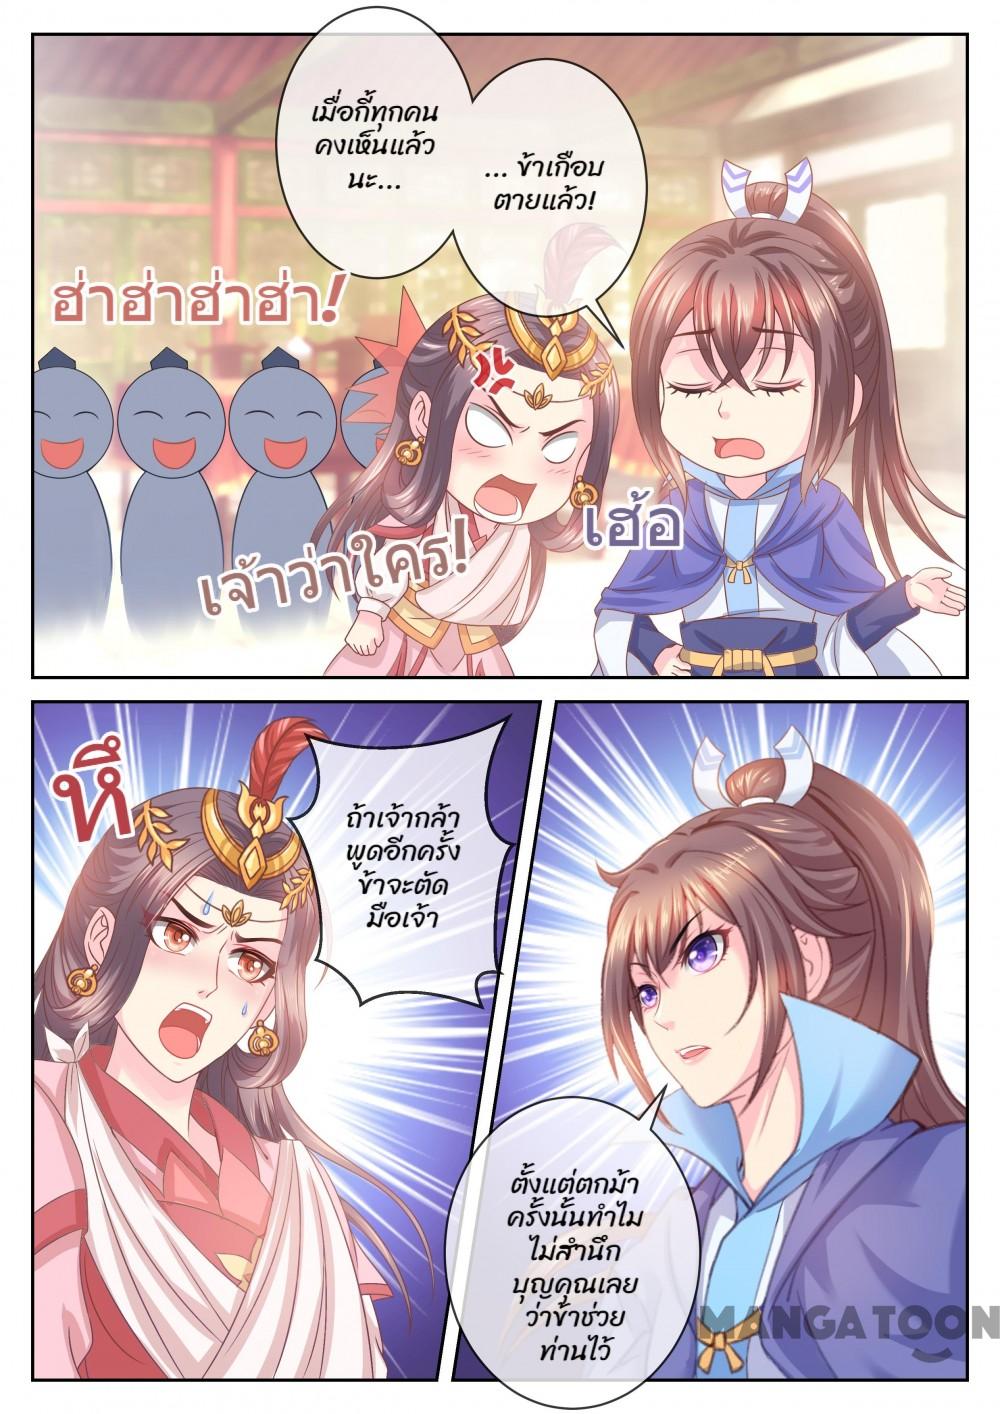 เมื่อกี้ทุกคน
คงเห็นแล้ว
นะ...
... ข้าเกือบ
ตายแล้ว!
ฮ่าฮ่าฮ่าฮ่า!
เฮ้อ
เจ้าว่าใคร!
หึ
ถ้าเจ้ากล้า
พูดอีกครั้ง
ข้าจะตัด
มือเจ้า
ตั้งแต่ตกม้า
ครั้งนั้นทำไม
ไม่สำนึก
บุญคุณเลย
ว่าข้าช่วย
ท่านไว้
MANGATOON